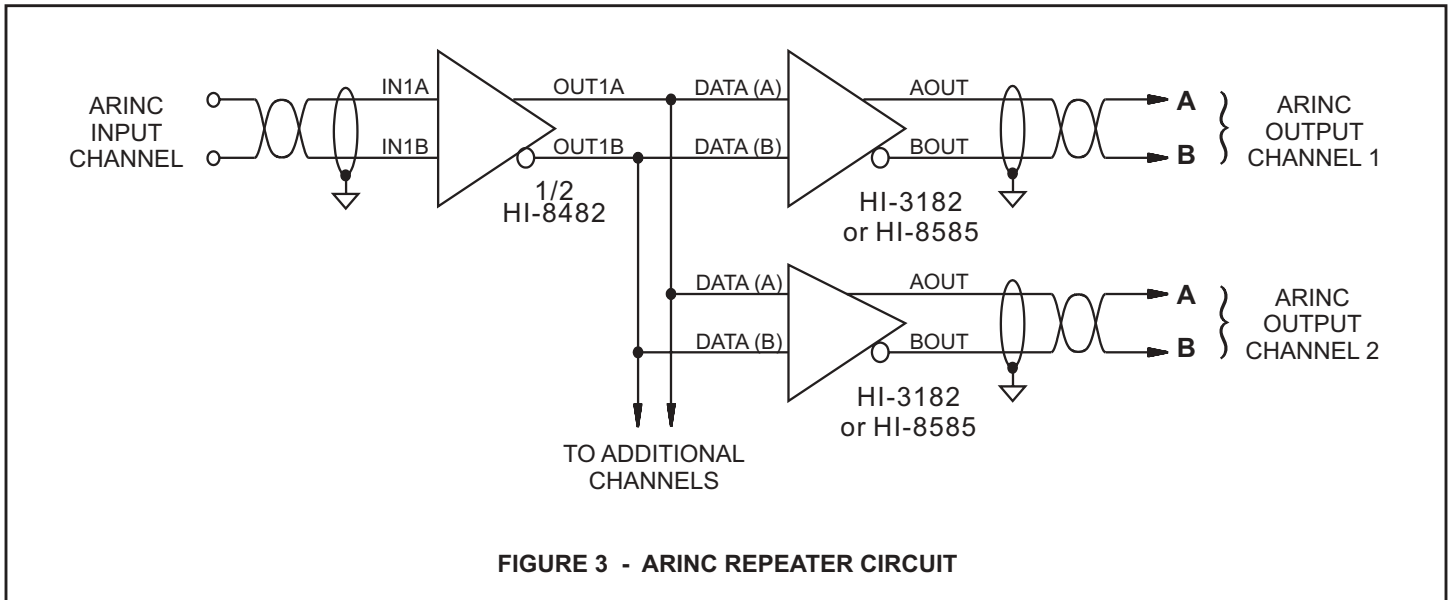 ARINC
INPUT
CHANNEL
IN1A
IN1B
OUT1A
OUT1B
1/2
HI-8482
DATA (A)
DATA (B)
AOUT
BOUT
HI-3182
or HI-8585
A
B
ARINC
OUTPUT
CHANNEL 1
DATA (A)
DATA (B)
AOUT
BOUT
HI-3182
or HI-8585
A
B
ARINC
OUTPUT
CHANNEL 2
TO ADDITIONAL
CHANNELS
FIGURE 3 - ARINC REPEATER CIRCUIT